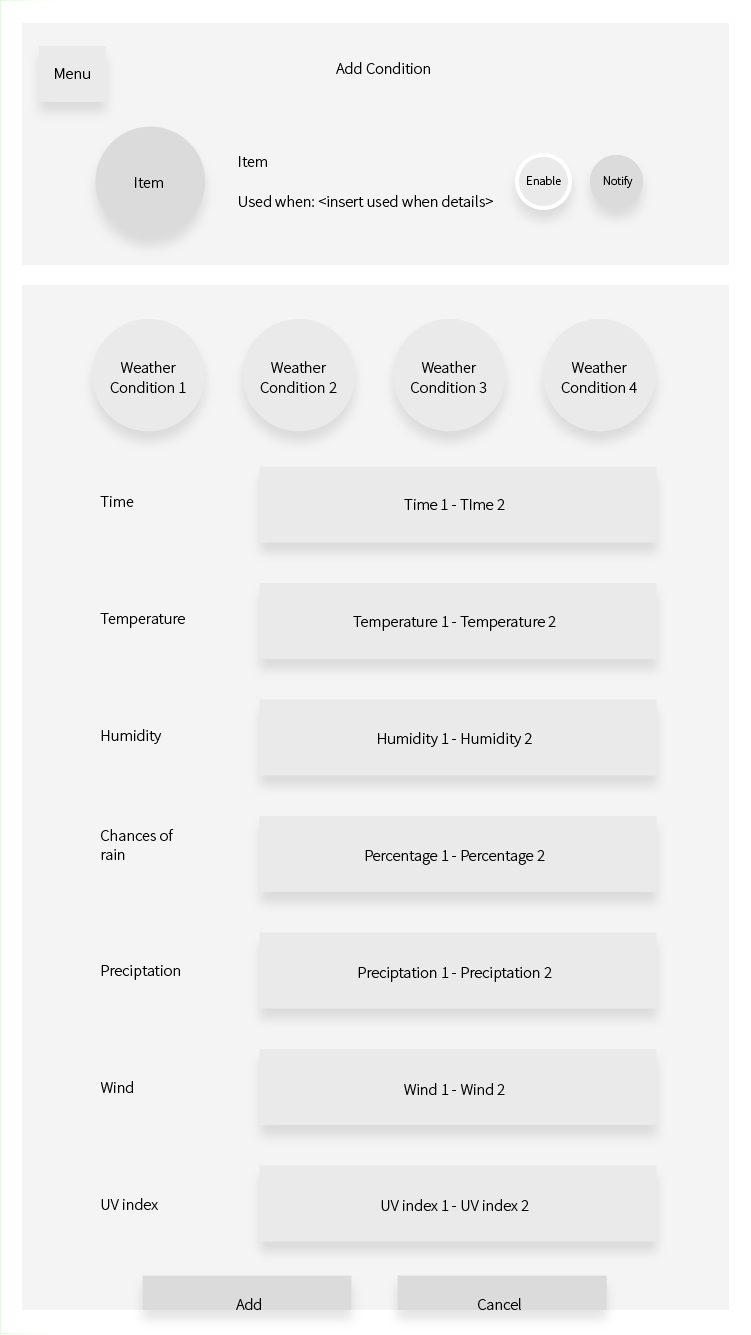 Menu
Add Condition
Item
Item
Used when: <insert used when details>
Enable
Notify
Weather
Condition 1
Weather
Condition 2
Weather
Condition 3
Weather
Condition 4
Time
Time 1 - TIme 2
Temperature
Temperature 1 - Temperature 2
Humidity
Humidity 1 - Humidity 2
Chances of
rain
Percentage 1 - Percentage 2
Preciptation
Preciptation 1 - Preciptation 2
Wind
Wind 1 - Wind 2
UV index
UV index 1 - UV index 2
Add
Cancel